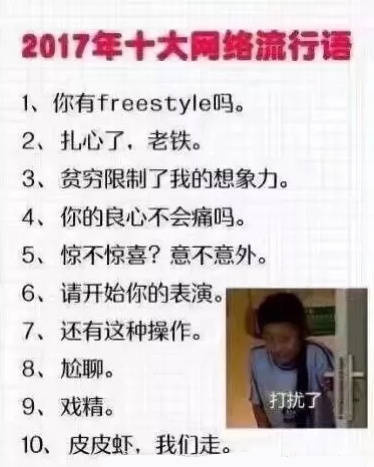 2017年十大网络流行语
1、你有freestyle吗。
2、扎心了，老铁。
3、贫穷限制了我的想象力。
4、你的良心不会痛吗。
5、惊不惊喜？意不意外。
6、请开始你的表演。
7、还有这种操作。
8、尬聊。
9、戏精。
打扰了
10、皮皮虾，我们走。